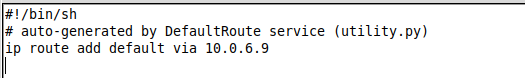 #!/bin/sh
# auto-generated by DefaultRoute service (utility.py)
ip route add default via 10.0.6.9